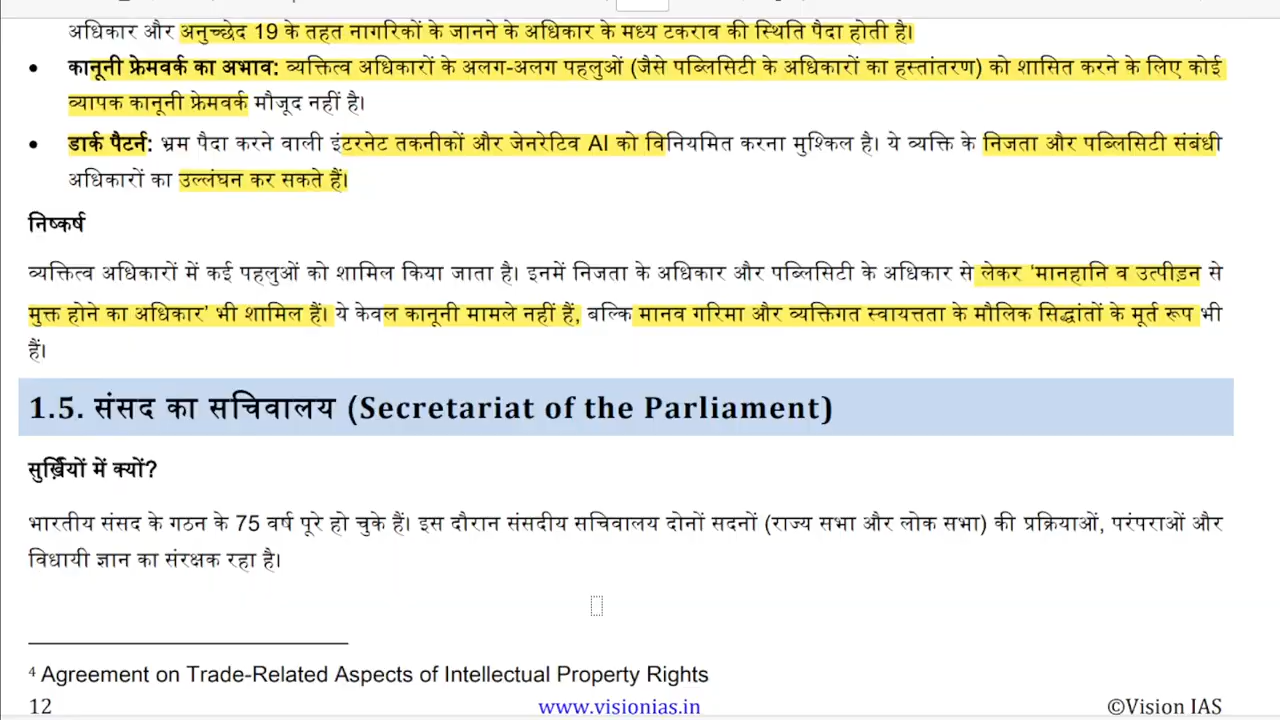 अधिकार और अनुच्छेद 19 के तहत नागरिकों के जानने के अधिकार के मध्य टकराव की स्थिति पैदा होती है।
• कानूनी फ्रेमवर्क का अभाव: व्यक्तित्व अधिकारों के अलग-अलग पहलुओं (जैसे पब्लिसिटी के अधिकारों का हस्तांतरण) को शासित करने के लिए कोई
व्यापक कानूनी फ्रेमवर्क मौजूद नहीं है।
• डार्क पैटर्न: भ्रम पैदा करने वाली इंटरनेट तकनीकों और जेनरेटिव AI को विनियमित करना मुश्किल है। ये व्यक्ति के निजता और पब्लिसिटी संबंधी
अधिकारों का उल्लंघन कर सकते हैं।
निष्कर्ष
व्यक्तित्व अधिकारों में कई पहलुओं को शामिल किया जाता है। इनमें निजता के अधिकार और पब्लिसिटी के अधिकार से लेकर 'मानहानि व उत्पीड़न से
मुक्त होने का अधिकार' भी शामिल हैं। ये केवल कानूनी मामले नहीं हैं, बल्कि मानव गरिमा और व्यक्तिगत स्वायत्तता के मौलिक सिद्धांतों के मूर्त रूप भी
हैं।
1.5. संसद का सचिवालय (Secretariat of the Parliament)
सुर्ख़ियों में क्यों?
भारतीय संसद के गठन के 75 वर्ष पूरे हो चुके हैं। इस दौरान संसदीय सचिवालय दोनों सदनों (राज्य सभा और लोक सभा) की प्रक्रियाओं, परंपराओं और
विधायी ज्ञान का संरक्षक रहा है।
4 Agreement on Trade-Related Aspects of Intellectual Property Rights
12 www.visionias.in ©Vision IAS